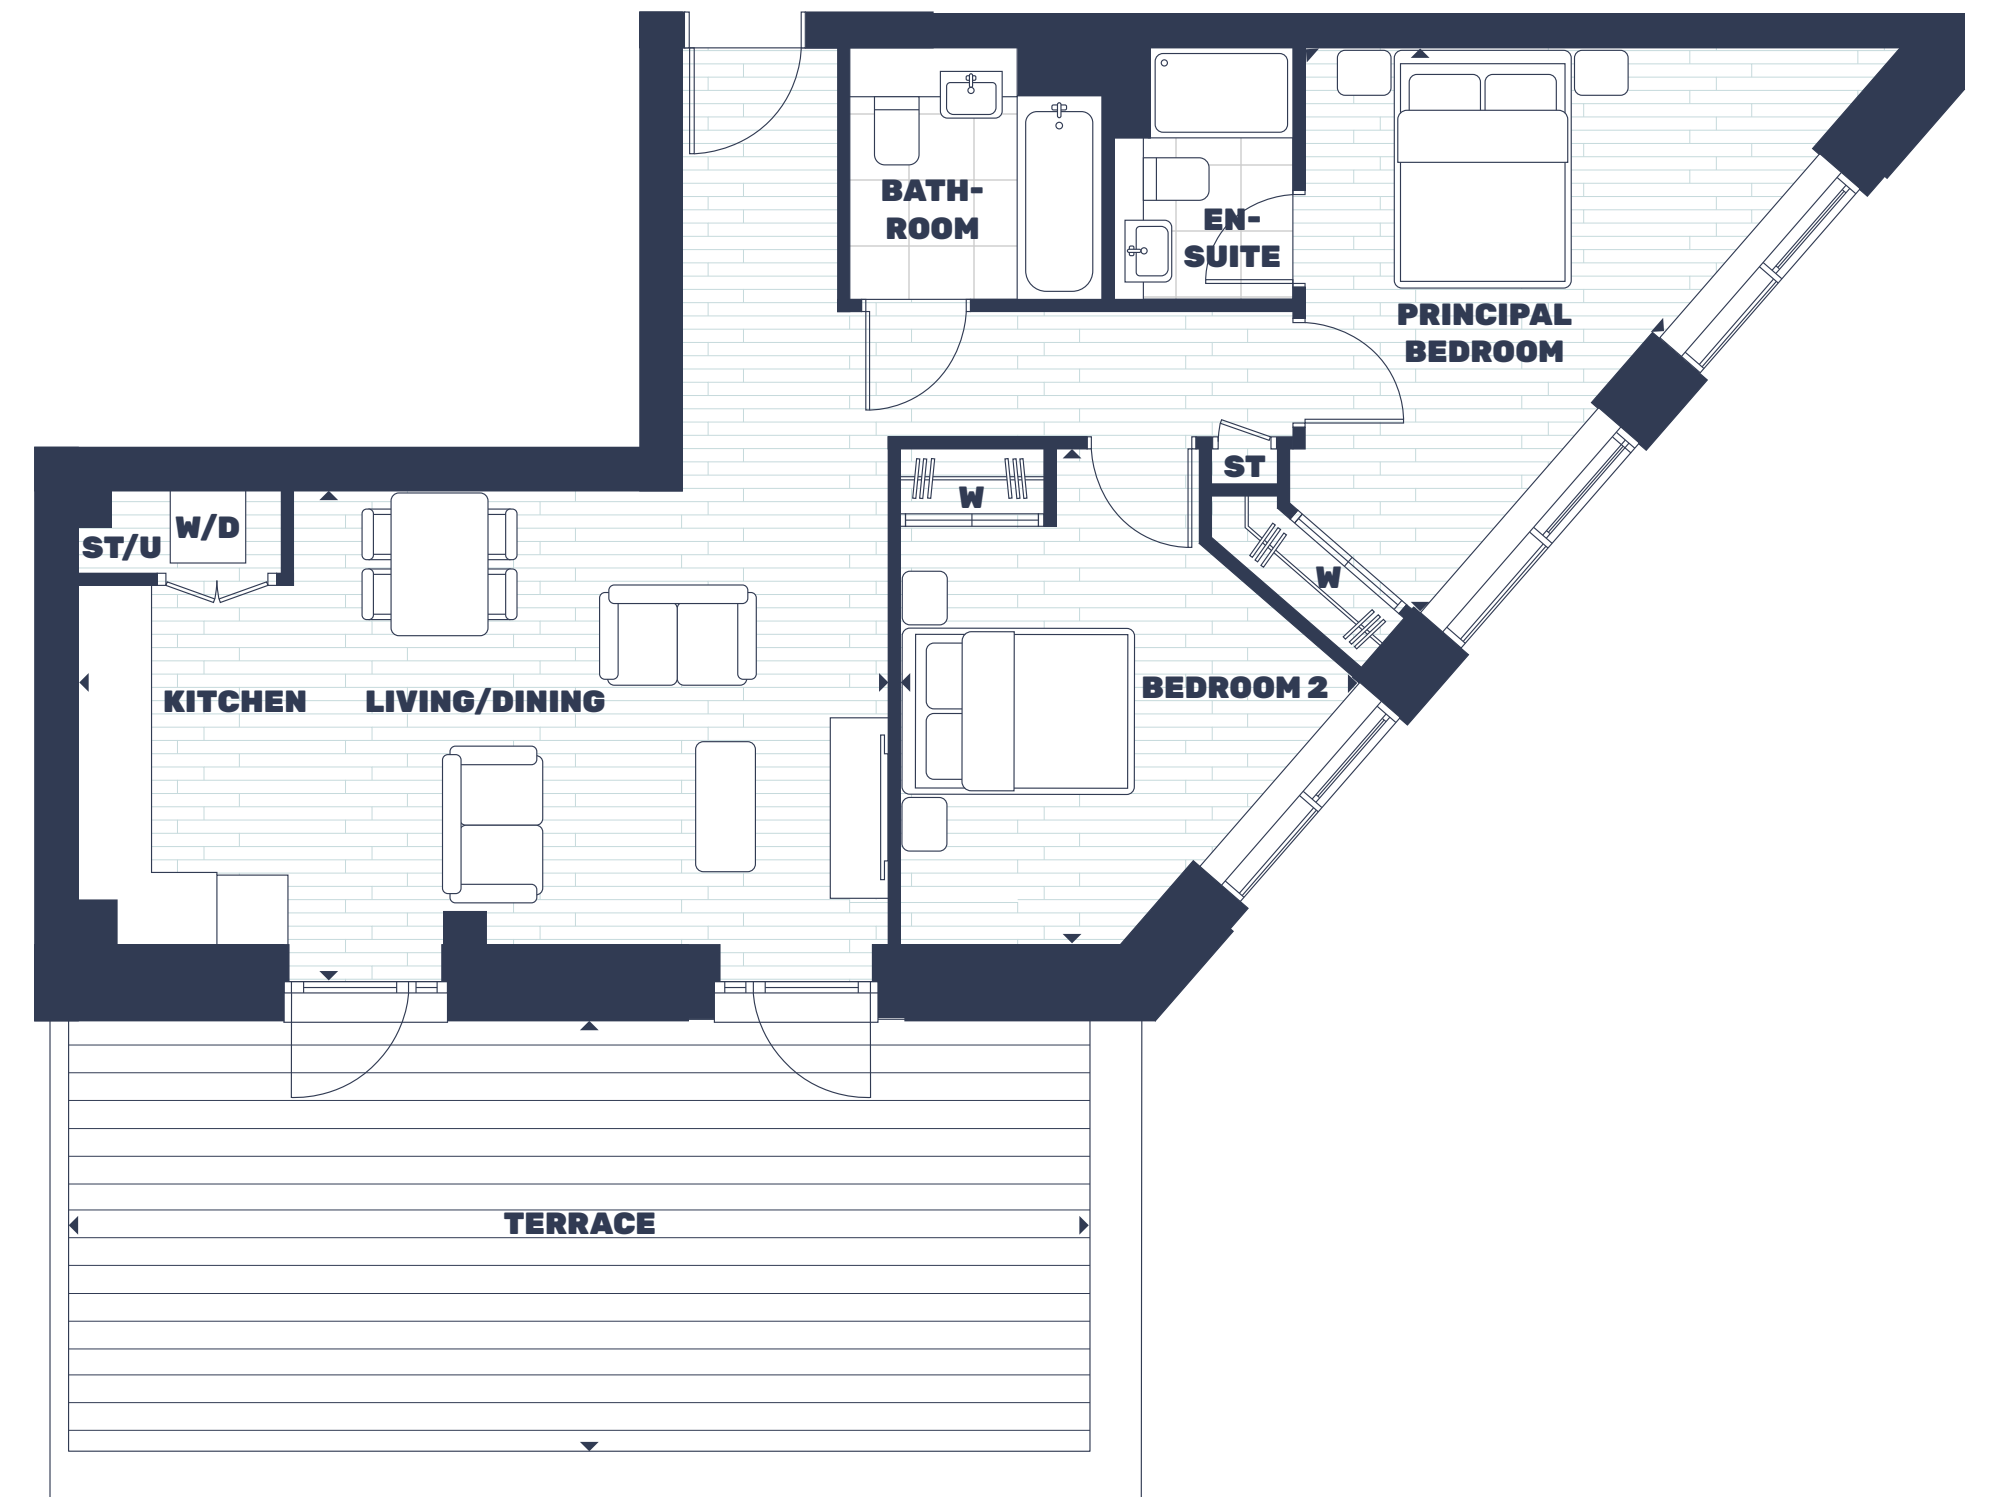 BATH-
ROOM
EN-
SUITE
PRINCIPAL
BEDROOM
ST
W
W/D
ST/U
W
BEDROOM 2
KITCHEN
LIVING/DINING
TERRACE